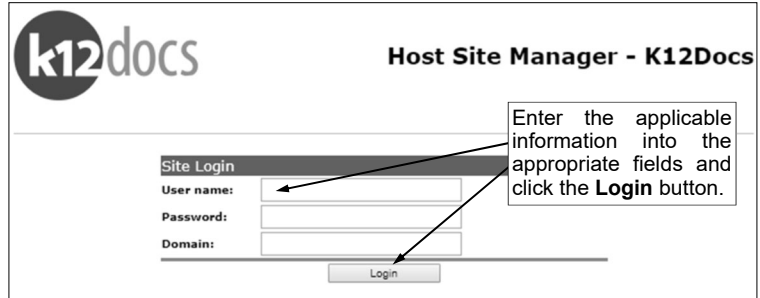 k12docs
Host Site Manager - K12Docs
Enter the applicable
information into the
appropriate fields and
click the Login button.
Site Login
User name:
Password:
Domain:
Login